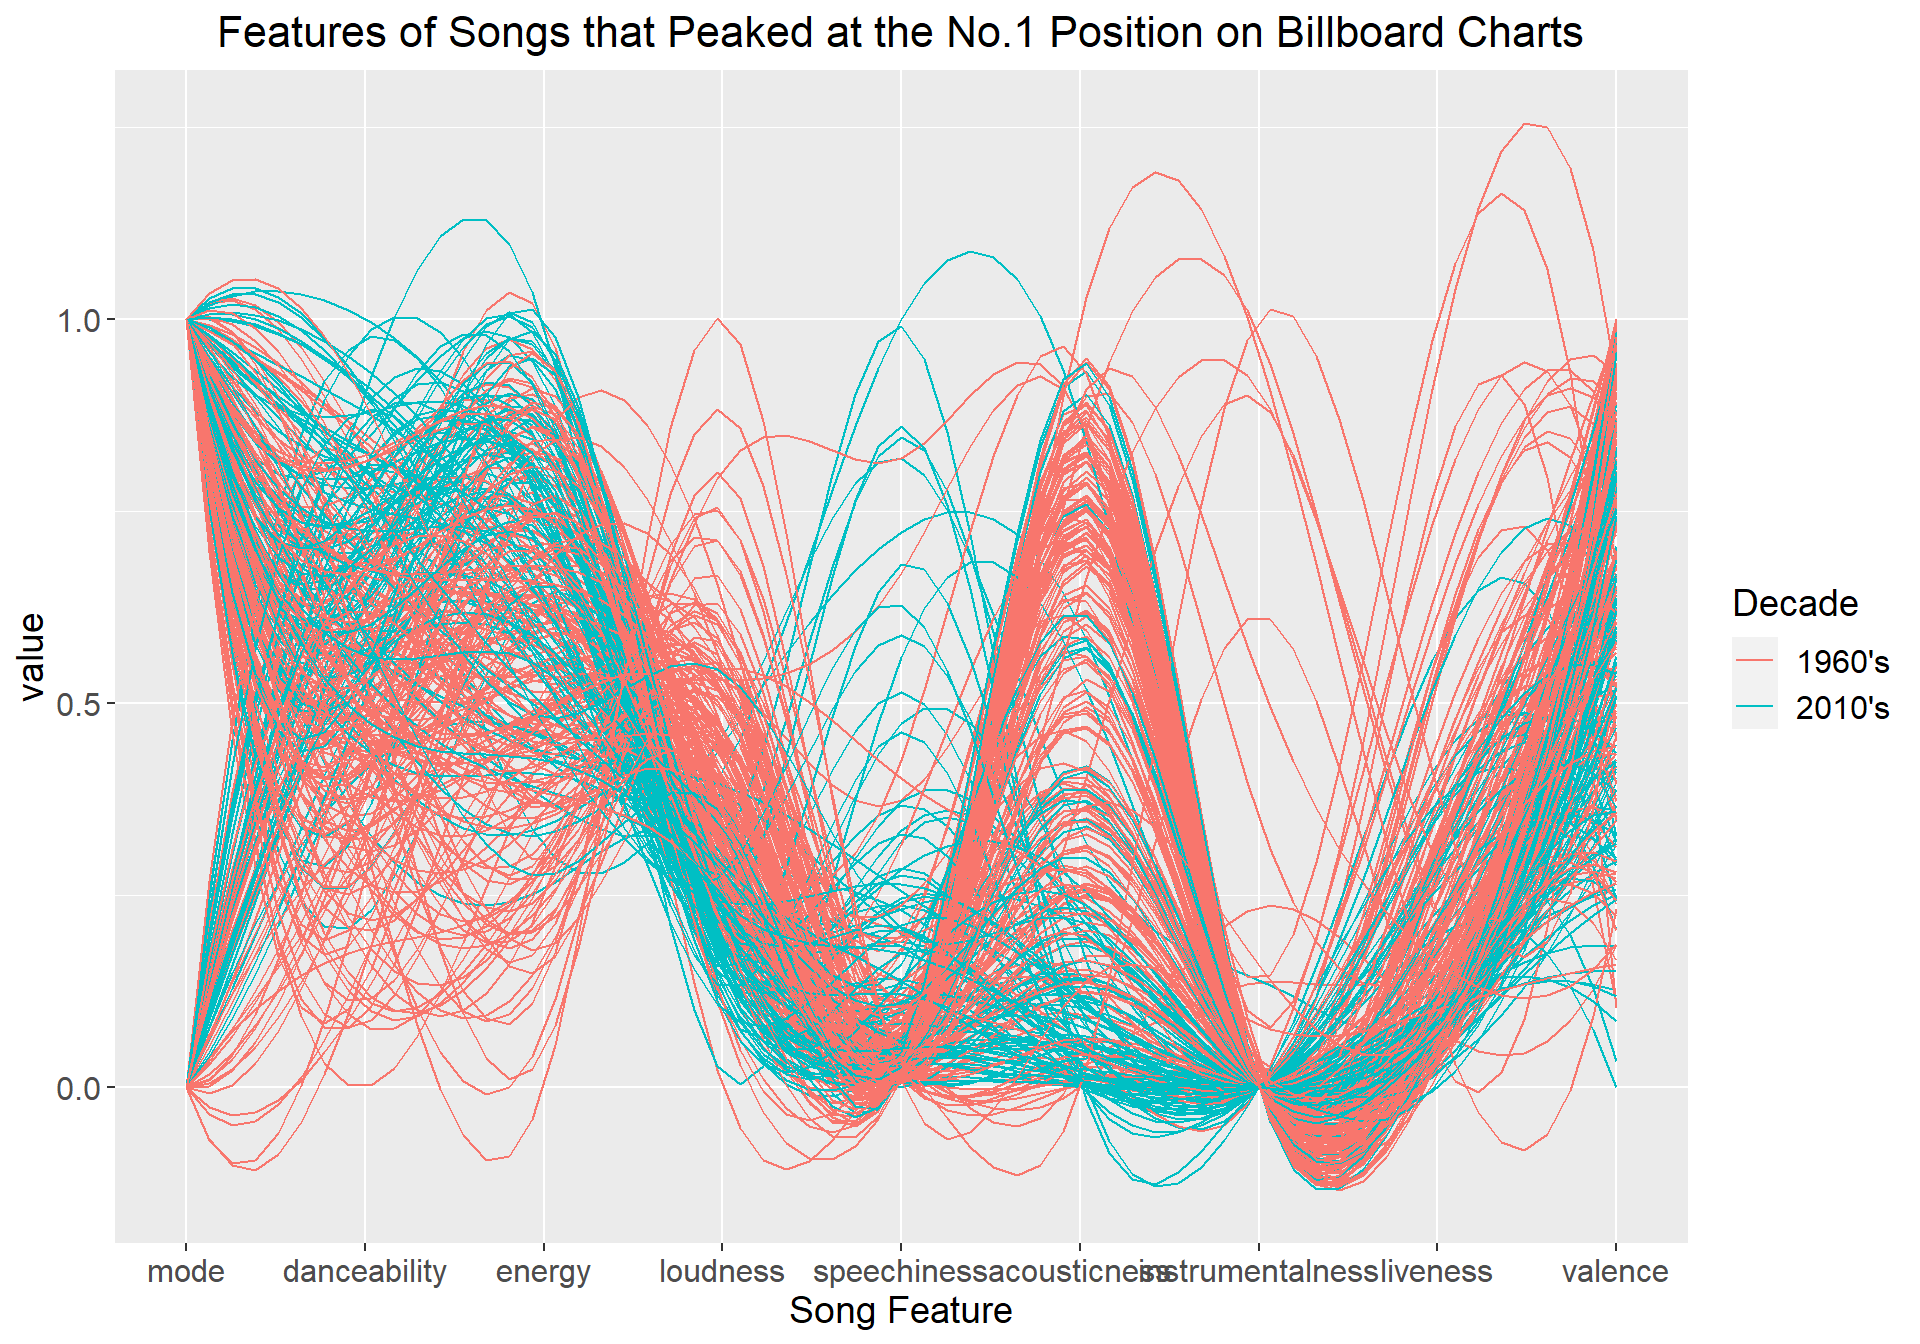 Features of Songs that Peaked at the No.1 Position on Billboard Charts
value
1.0
0.5
0.0
mode danceability energy loudness speechiness acousticness instrumentalness liveness valence
Song Feature
Decade
1960's
2010's